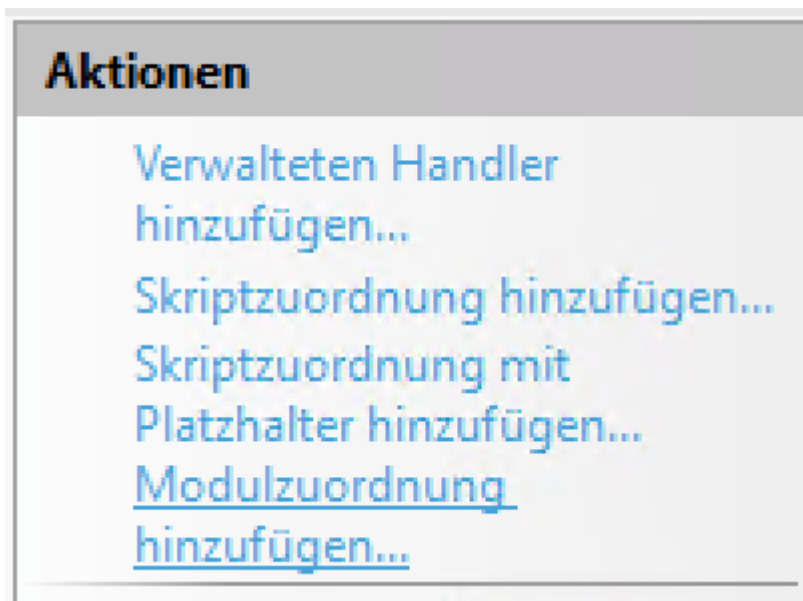 Aktionen
Verwalteten Handler
hinzufügen...
Skriptzuordnung hinzufügen...
Skriptzuordnung mit
Platzhalter hinzufügen...
Modulzuordnung
hinzufügen...